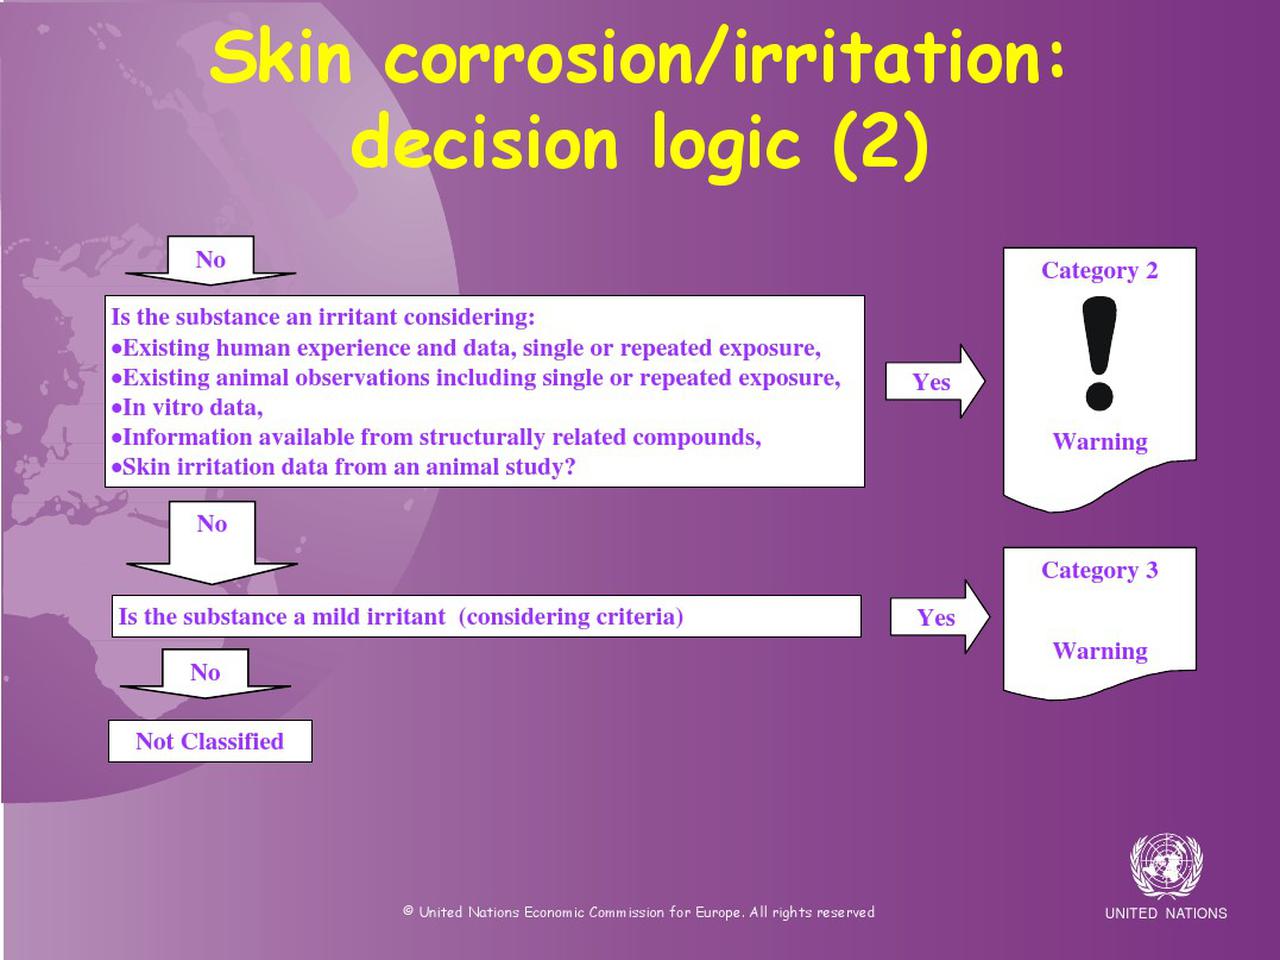 Skin corrosion/irritation:
decision logic (2)
No
Is the substance an irritant considering:
•Existing human experience and data, single or repeated exposure,
•Existing animal observations including single or repeated exposure,
•In vitro data,
•Information available from structurally related compounds,
•Skin irritation data from an animal study?
Yes
Category 2
!
Warning
No
Is the substance a mild irritant  (considering criteria)
Yes
Category 3
Warning
No
Not Classified
© United Nations Economic Commission for Europe. All rights reserved
UNITED NATIONS